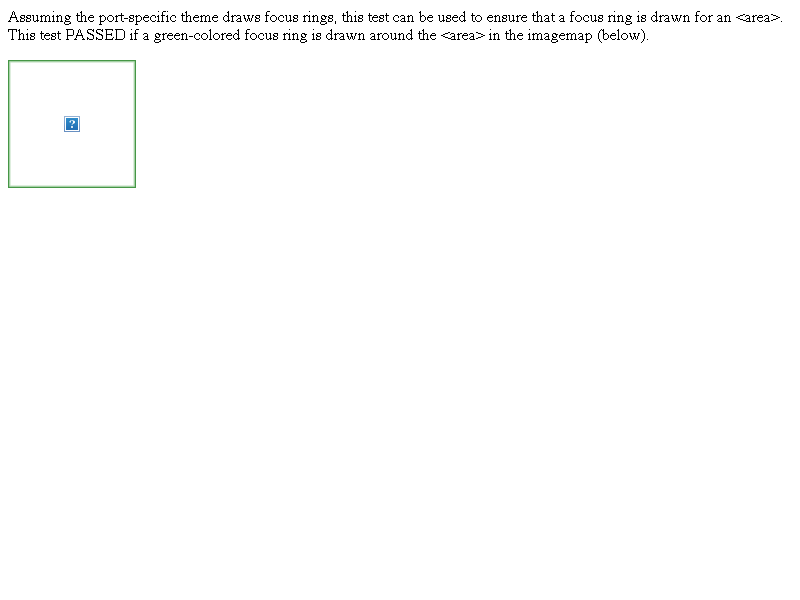 Assuming the port-specific theme draws focus rings, this test can be used to ensure that a focus ring is drawn for an <area>.
This test PASSED if a green-colored focus ring is drawn around the <area> in the imagemap (below).
?